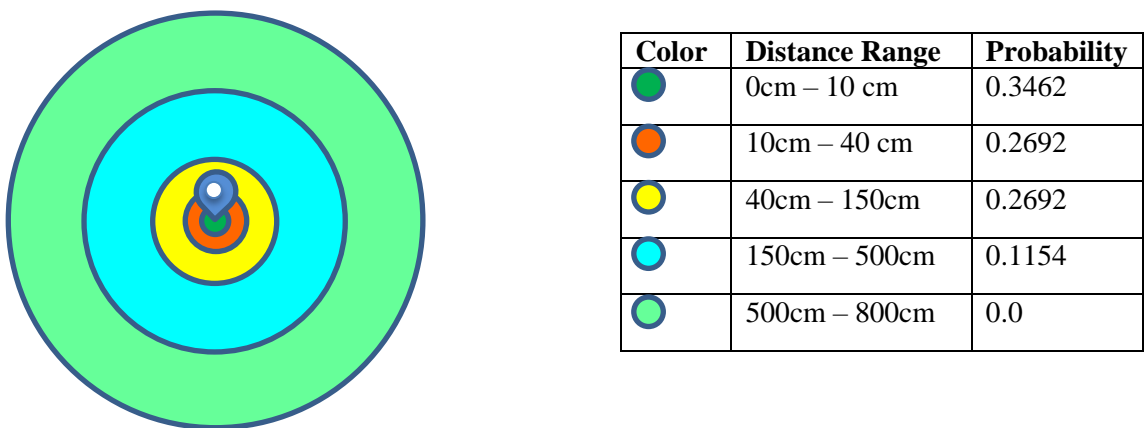 Color Distance Range Probability
0cm – 10 cm 0.3462
10cm – 40 cm 0.2692
40cm – 150cm 0.2692
150cm – 500cm 0.1154
500cm – 800cm 0.0